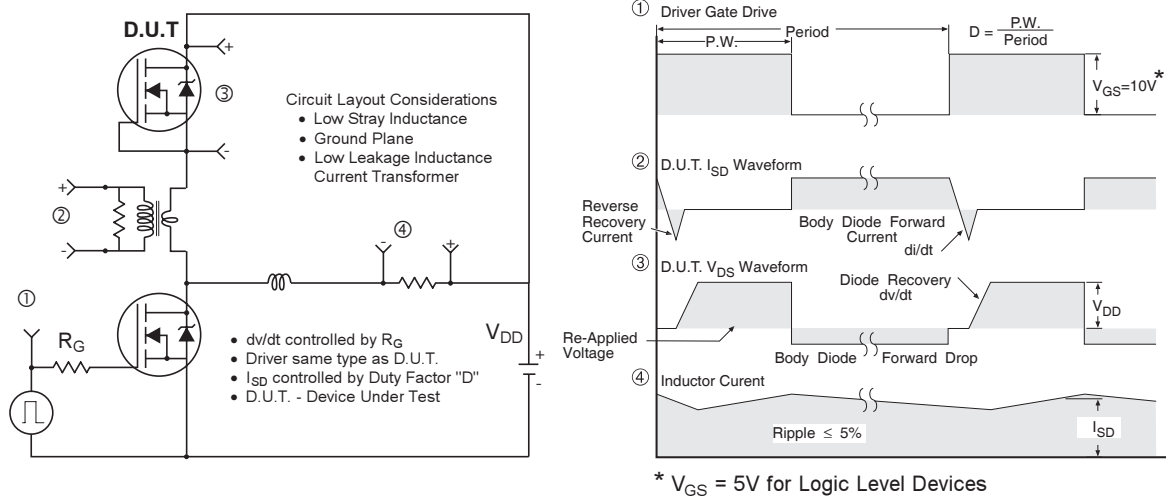 D.U.T
+
③
-
Circuit Layout Considerations
• Low Stray Inductance
• Ground Plane
• Low Leakage Inductance
Current Transformer
+
②
-
④
- +
①
R_G
V_DD
+
-
• dv/dt controlled by R_G
• Driver same type as D.U.T.
• I_SD controlled by Duty Factor "D"
• D.U.T. - Device Under Test
① Driver Gate Drive
P.W.
Period
D = P.W.
Period
V_GS=10V*
② D.U.T. I_SD Waveform
Reverse
Recovery
Current
Body Diode Forward
Current
di/dt
③ D.U.T. V_DS Waveform
Diode Recovery
dv/dt
V_DD
Re-Applied
Voltage
Body Diode Forward Drop
④ Inductor Curent
Ripple ≤ 5%
I_SD
* V_GS = 5V for Logic Level Devices